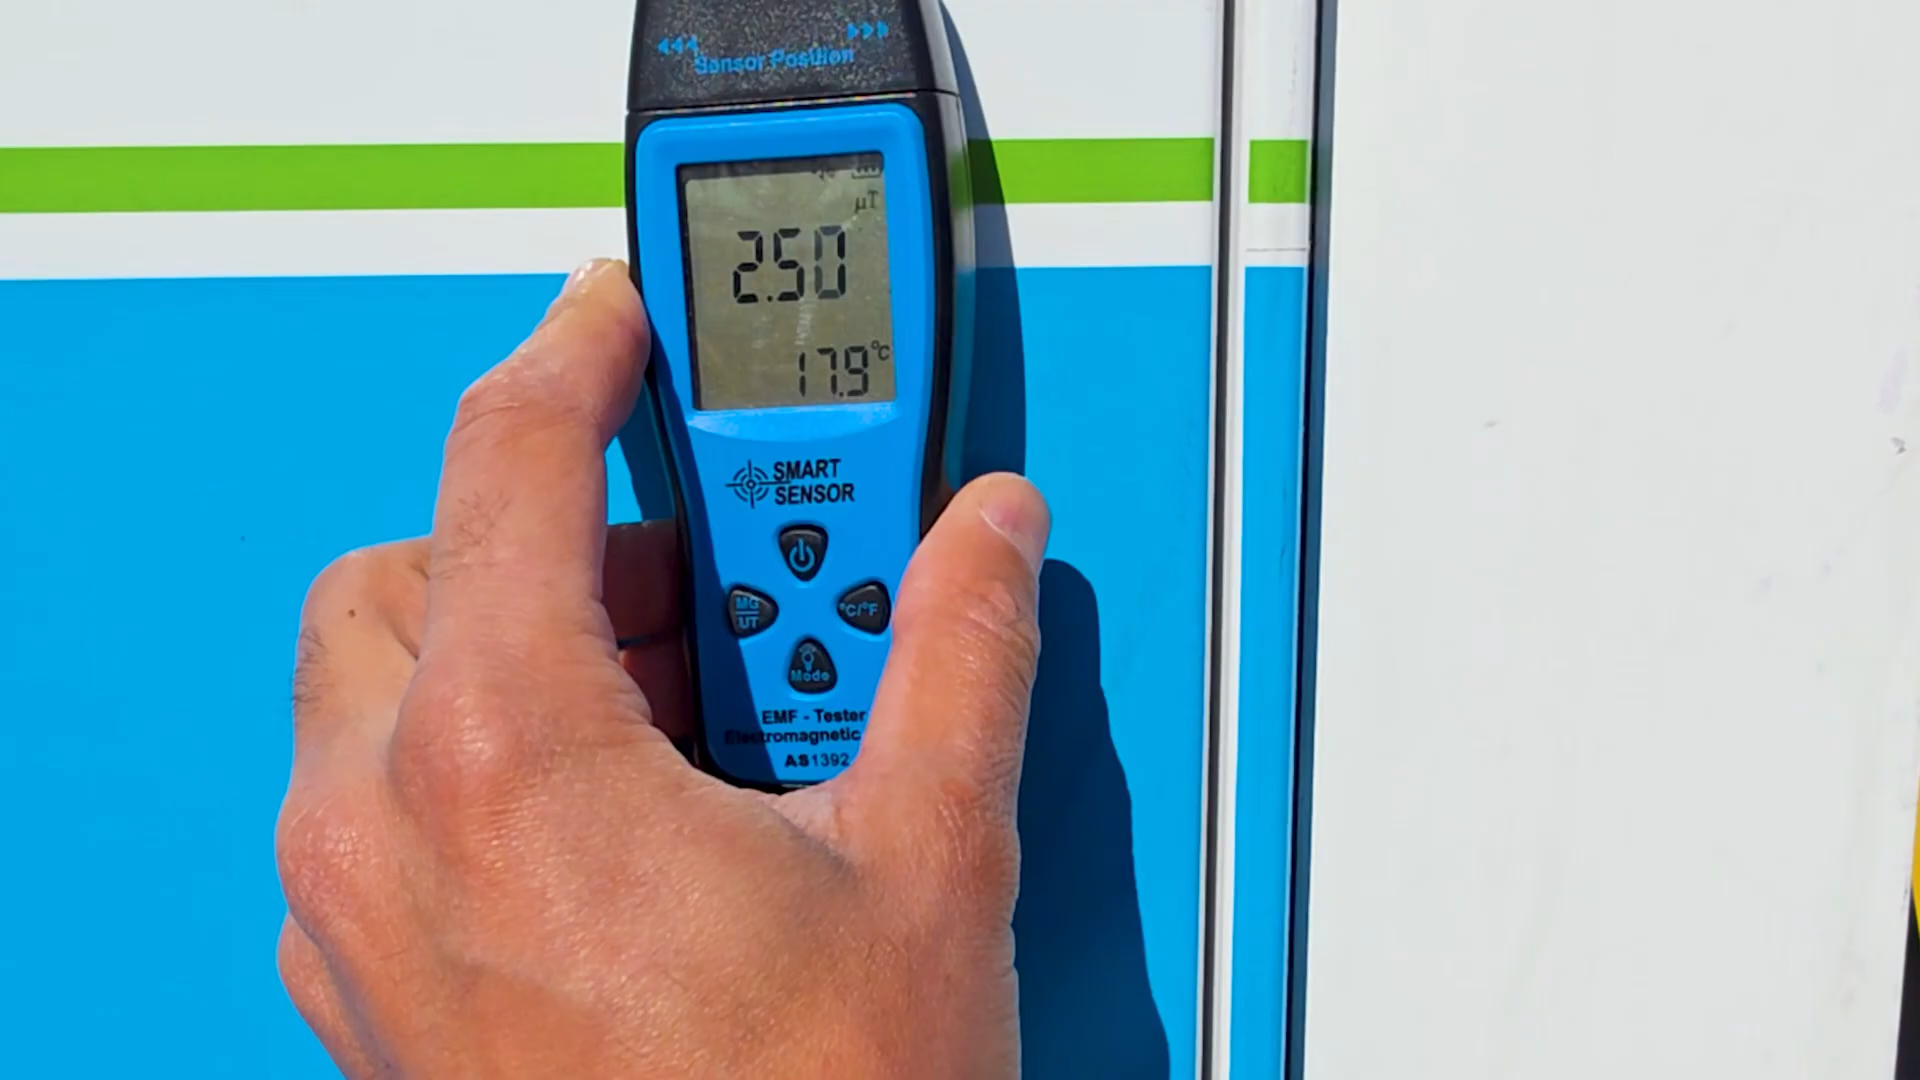 Sensor Position
µT
2.50
17.9°C
SMART
SENSOR
MG
UT
°C/°F
Mode
EMF - Tester
Electromagnetic
AS1392